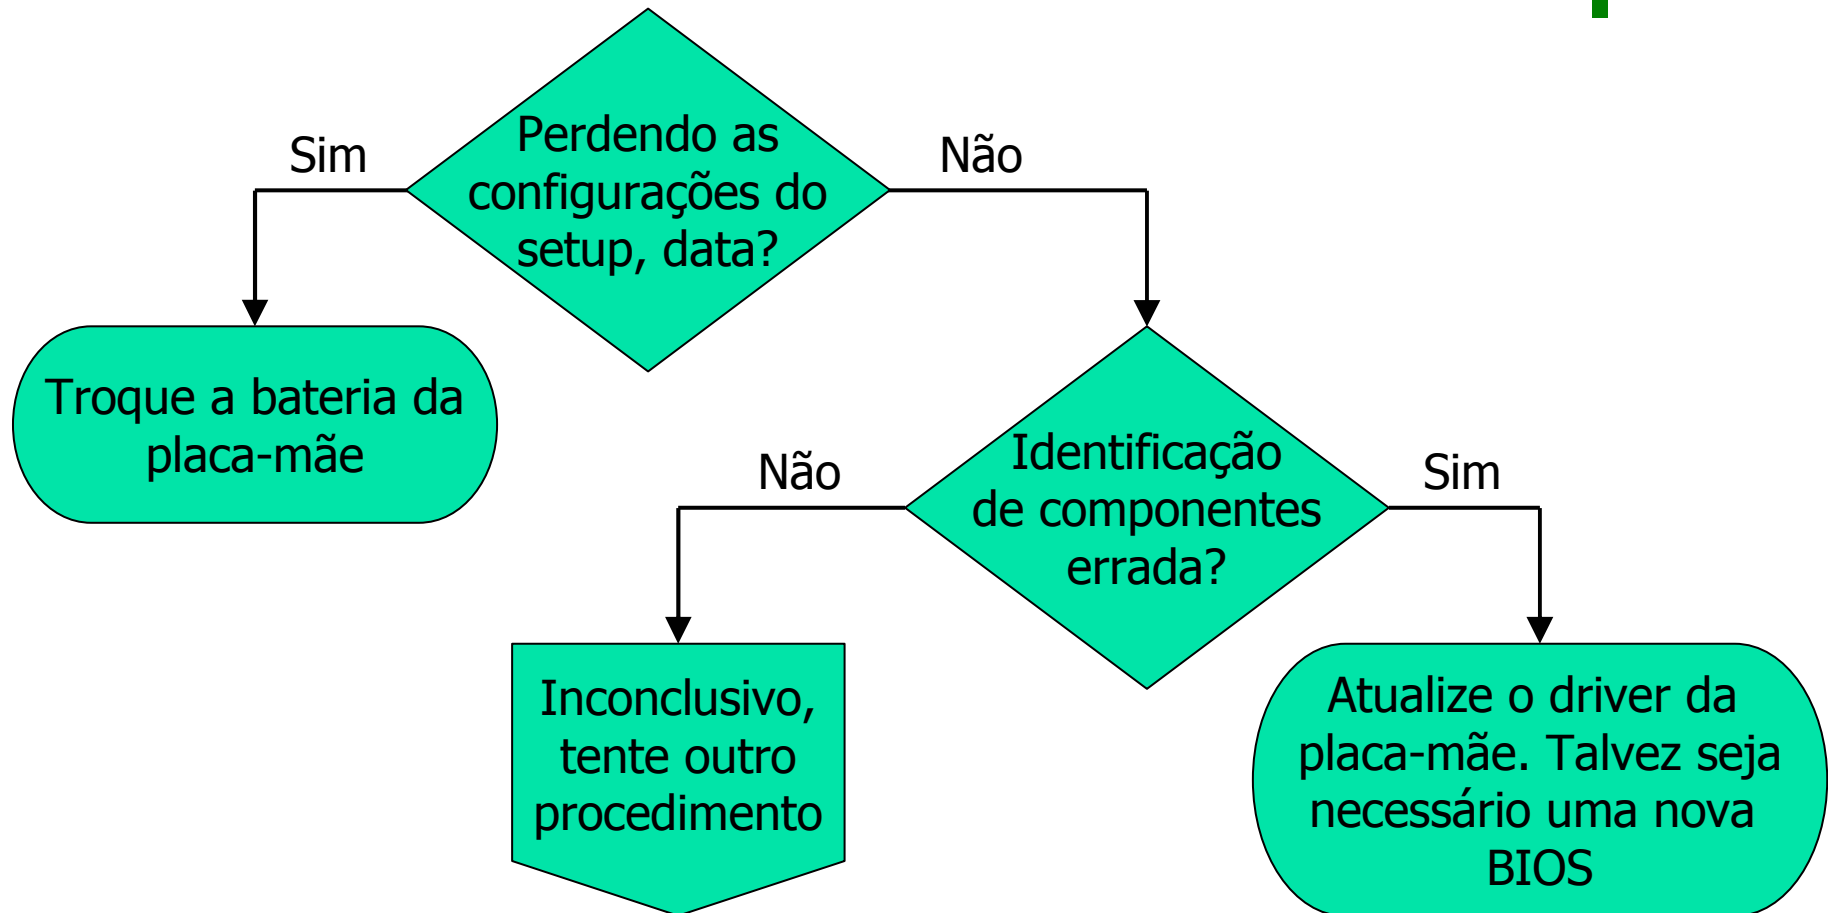 Perdendo as
configurações do
setup, data?
Sim
Não
Troque a bateria da
placa-mãe
Identificação
de componentes
errada?
Não
Sim
Inconclusivo,
tente outro
procedimento
Atualize o driver da
placa-mãe. Talvez seja
necessário uma nova
BIOS